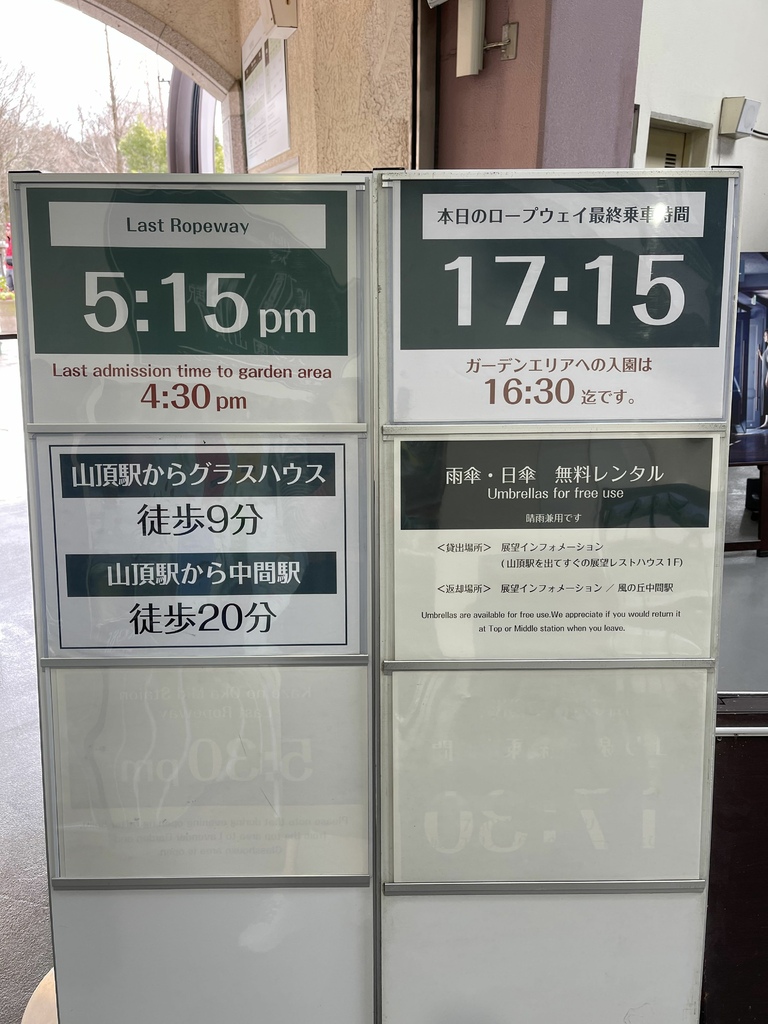 Last Ropeway
5:15 pm
Last admission time to garden area
4:30 pm
山頂駅からグラスハウス
徒歩9分
山頂駅から中間駅
徒歩20分
本日のロープウェイ最終乗車時間
17:15
ガーデンエリアへの入園は
16:30 迄です。
雨傘・日傘　無料レンタル
Umbrellas for free use
晴雨兼用です
＜貸出場所＞ 展望インフォメーション
(山頂駅を出てすぐの展望レストハウス1F)
＜返却場所＞ 展望インフォメーション ／ 風の丘中間駅
Umbrellas are available for free use.We appreciate if you would return it
at Top or Middle station when you leave.
5:30 pm
17:30